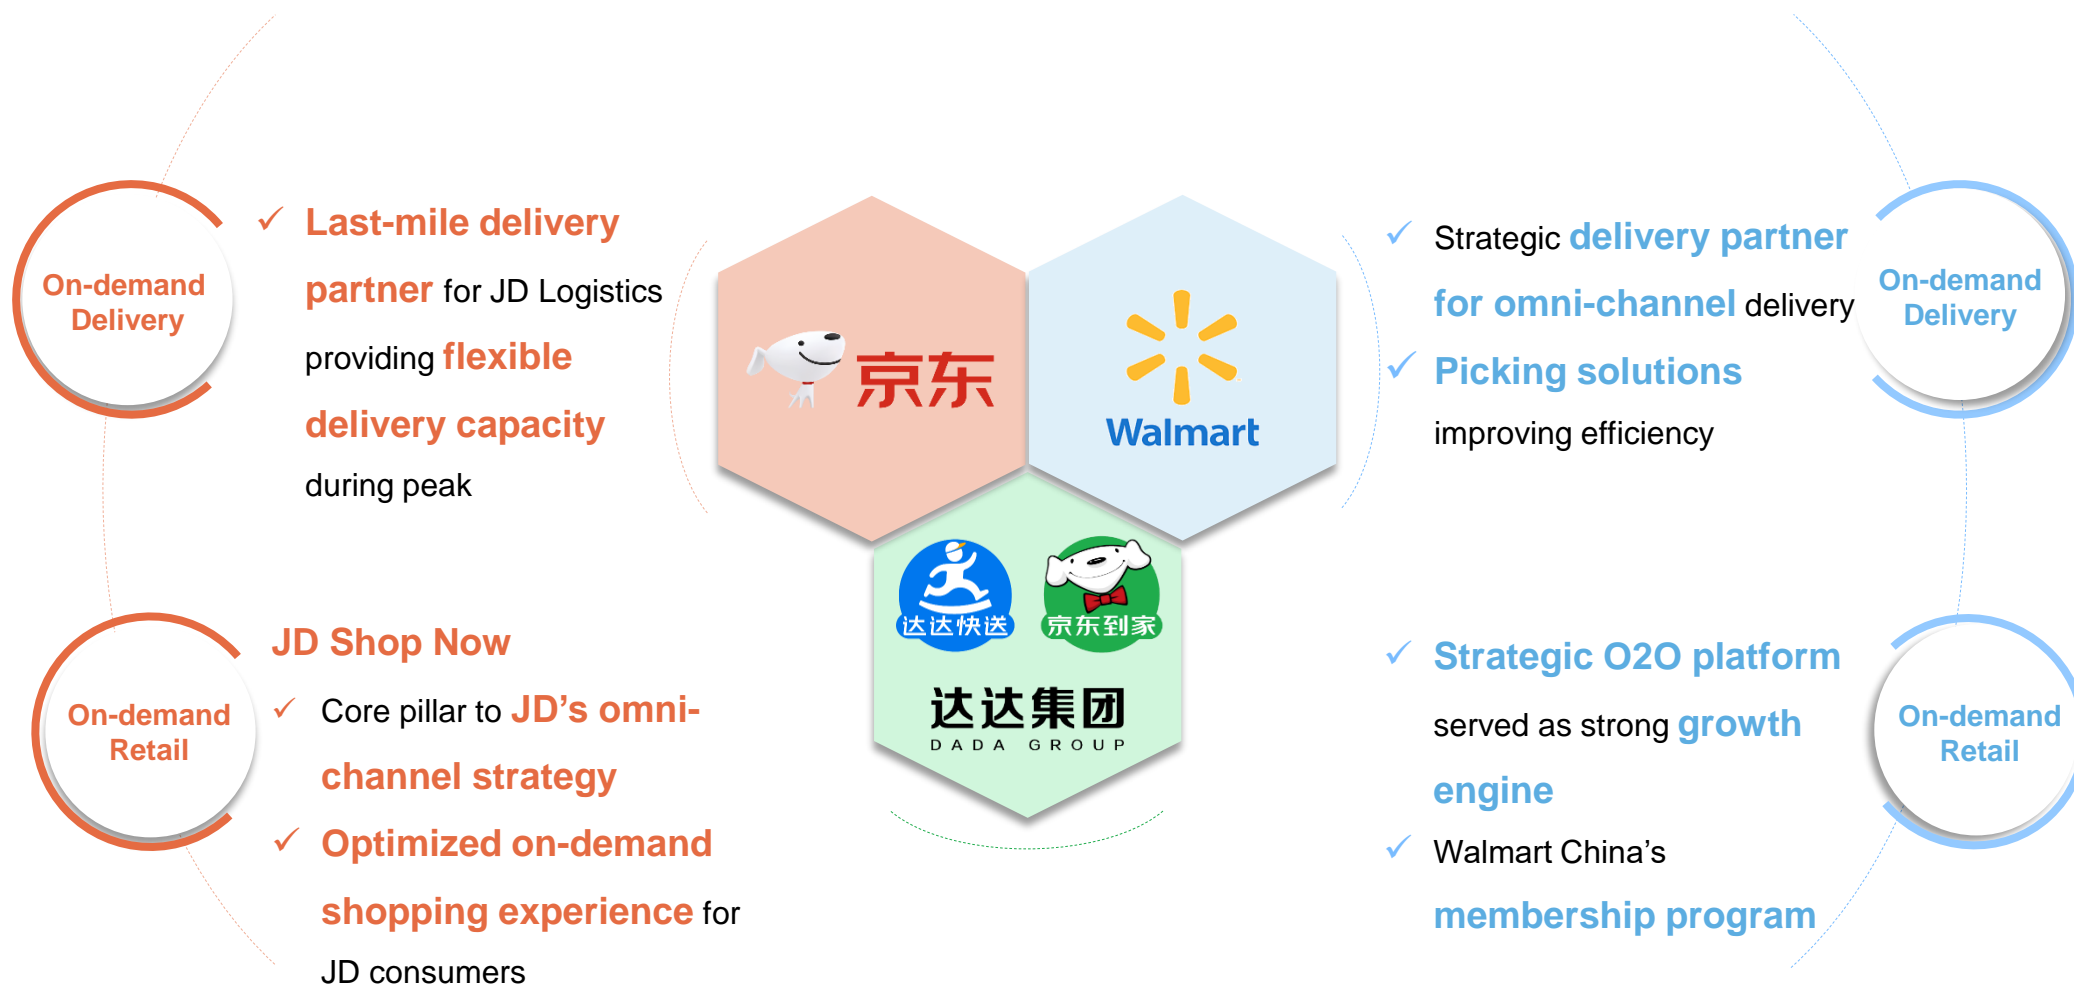 On-demand
Delivery
Last-mile delivery
partner for JD Logistics
providing flexible
delivery capacity
during peak
On-demand
Retail
JD Shop Now
Core pillar to JD’s omni-
channel strategy
Optimized on-demand
shopping experience for
JD consumers
京东
Walmart
达达快送
京东到家
达达集团
DADA GROUP
Strategic delivery partner
for omni-channel delivery
Picking solutions
improving efficiency
On-demand
Delivery
Strategic O2O platform
served as strong growth
engine
Walmart China’s
membership program
On-demand
Retail